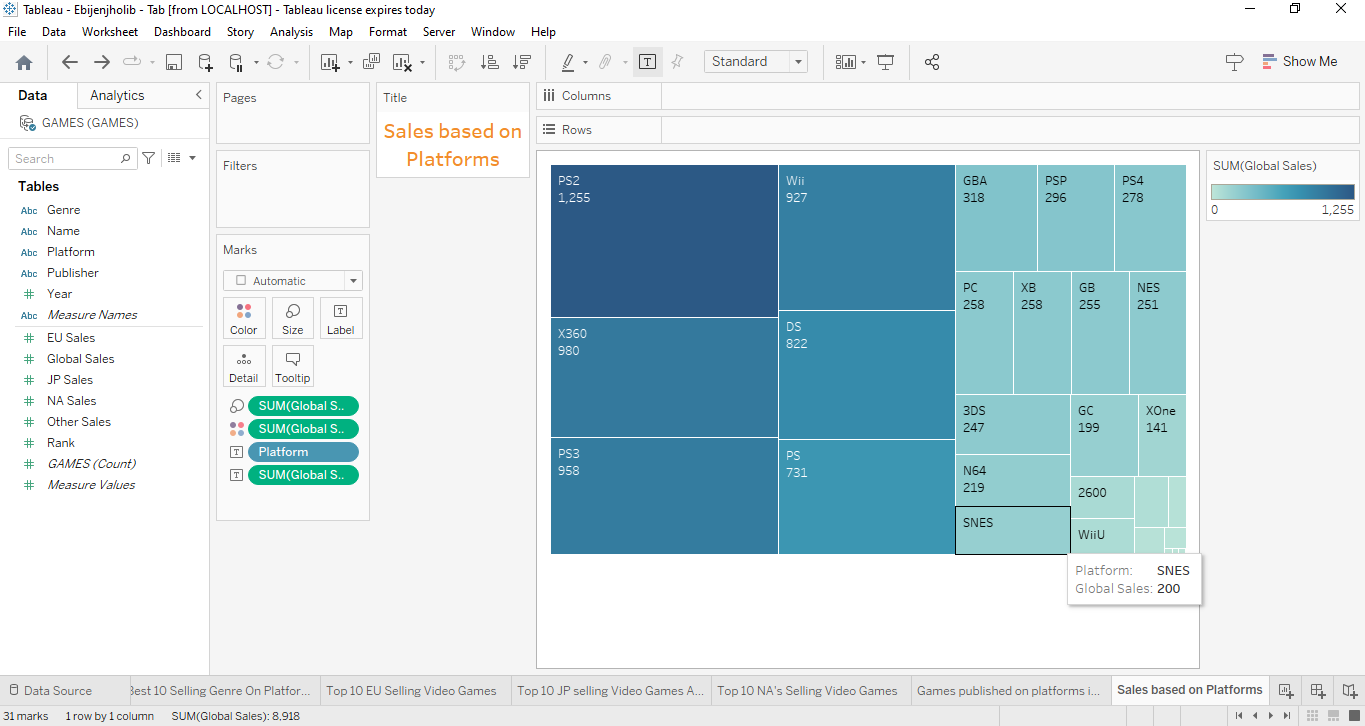 Tableau - Ebijenjholib - Tab [from LOCALHOST] - Tableau license expires today
File Data Worksheet Dashboard Story Analysis Map Format Server Window Help
Standard
Show Me
Data Analytics
GAMES (GAMES)
Search
Tables
Abc Genre
Abc Name
Abc Platform
Abc Publisher
# Year
Abc Measure Names
# EU Sales
# Global Sales
# JP Sales
# NA Sales
# Other Sales
# Rank
# GAMES (Count)
# Measure Values
Pages
Filters
Marks
Automatic
Color Size Label
Detail Tooltip
SUM(Global S..
SUM(Global S..
Platform
SUM(Global S..
Title
Sales based on
Platforms
Columns
Rows
PS2
1,255
X360
980
PS3
958
Wii
927
DS
822
PS
731
GBA
318
PSP
296
PS4
278
PC
258
XB
258
GB
255
NES
251
3DS
247
N64
219
SNES
GC
199
XOne
141
2600
WiiU
Platform: SNES
Global Sales: 200
SUM(Global Sales)
0 1,255
Data Source
Best 10 Selling Genre On Platfor...
Top 10 EU Selling Video Games
Top 10 JP selling Video Games A...
Top 10 NA's Selling Video Games
Games published on platforms i...
Sales based on Platforms
31 marks 1 row by 1 column SUM(Global Sales): 8,918